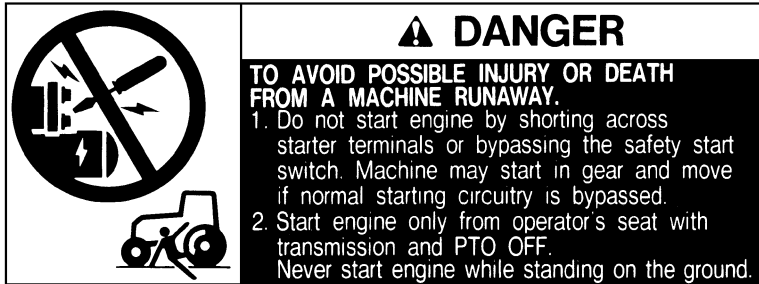 DANGER
TO AVOID POSSIBLE INJURY OR DEATH
FROM A MACHINE RUNAWAY.
1. Do not start engine by shorting across
starter terminals or bypassing the safety start
switch. Machine may start in gear and move
if normal starting circuitry is bypassed.
2. Start engine only from operator's seat with
transmission and PTO OFF.
Never start engine while standing on the ground.